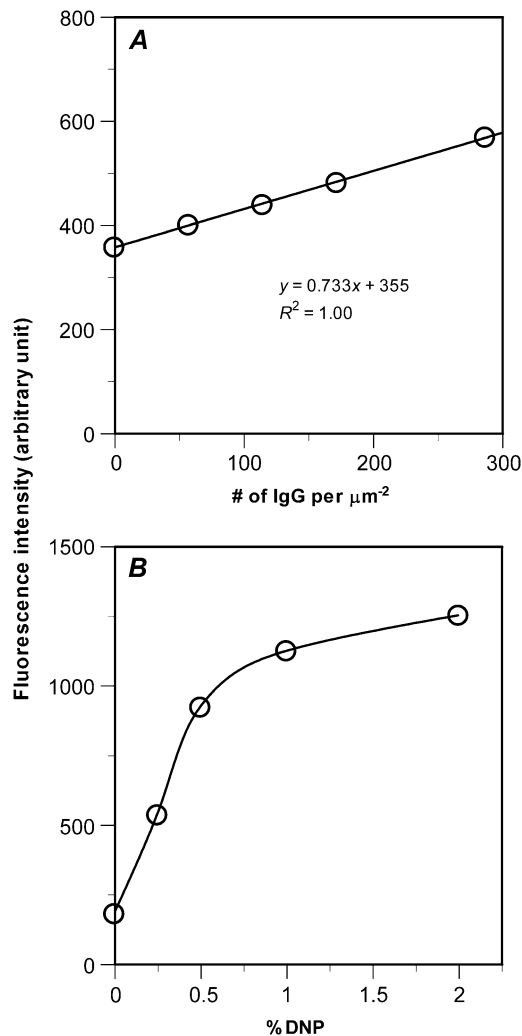 Fluorescence intensity (arbitrary unit)
A
800
600
400
200
0
y = 0.733x + 355
R² = 1.00
0 100 200 300
# of IgG per μm⁻²
B
1500
1000
500
0
0 0.5 1 1.5 2
% DNP